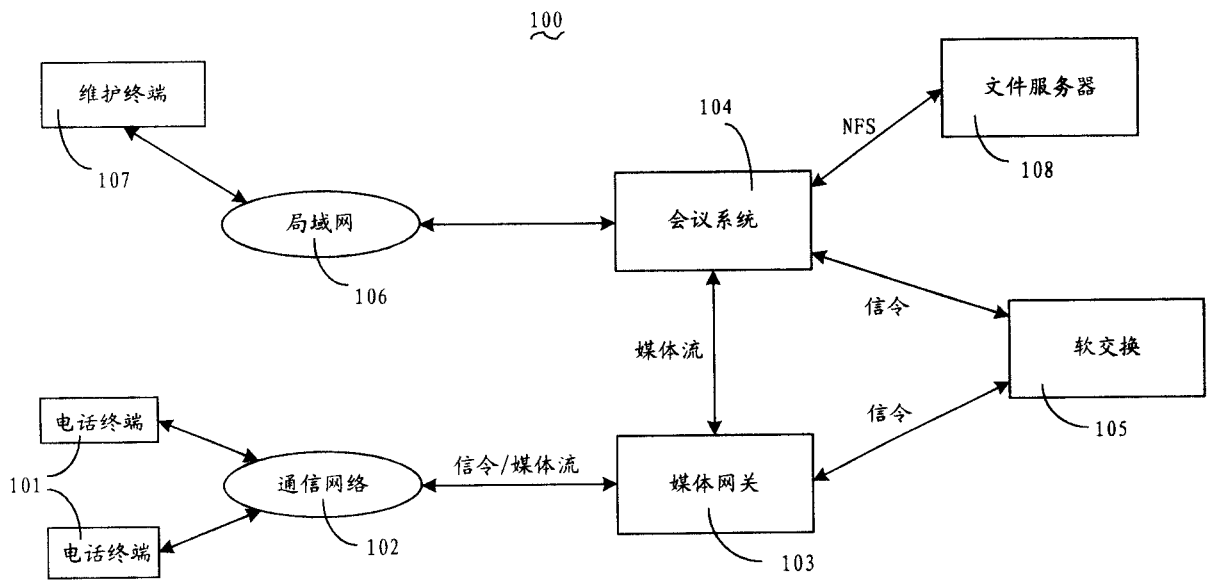 100
维护终端
107
局域网
106
104
会议系统
NFS
文件服务器
108
信令
媒体流
软交换
105
信令
电话终端
101
电话终端
通信网络
102
信令/媒体流
媒体网关
103